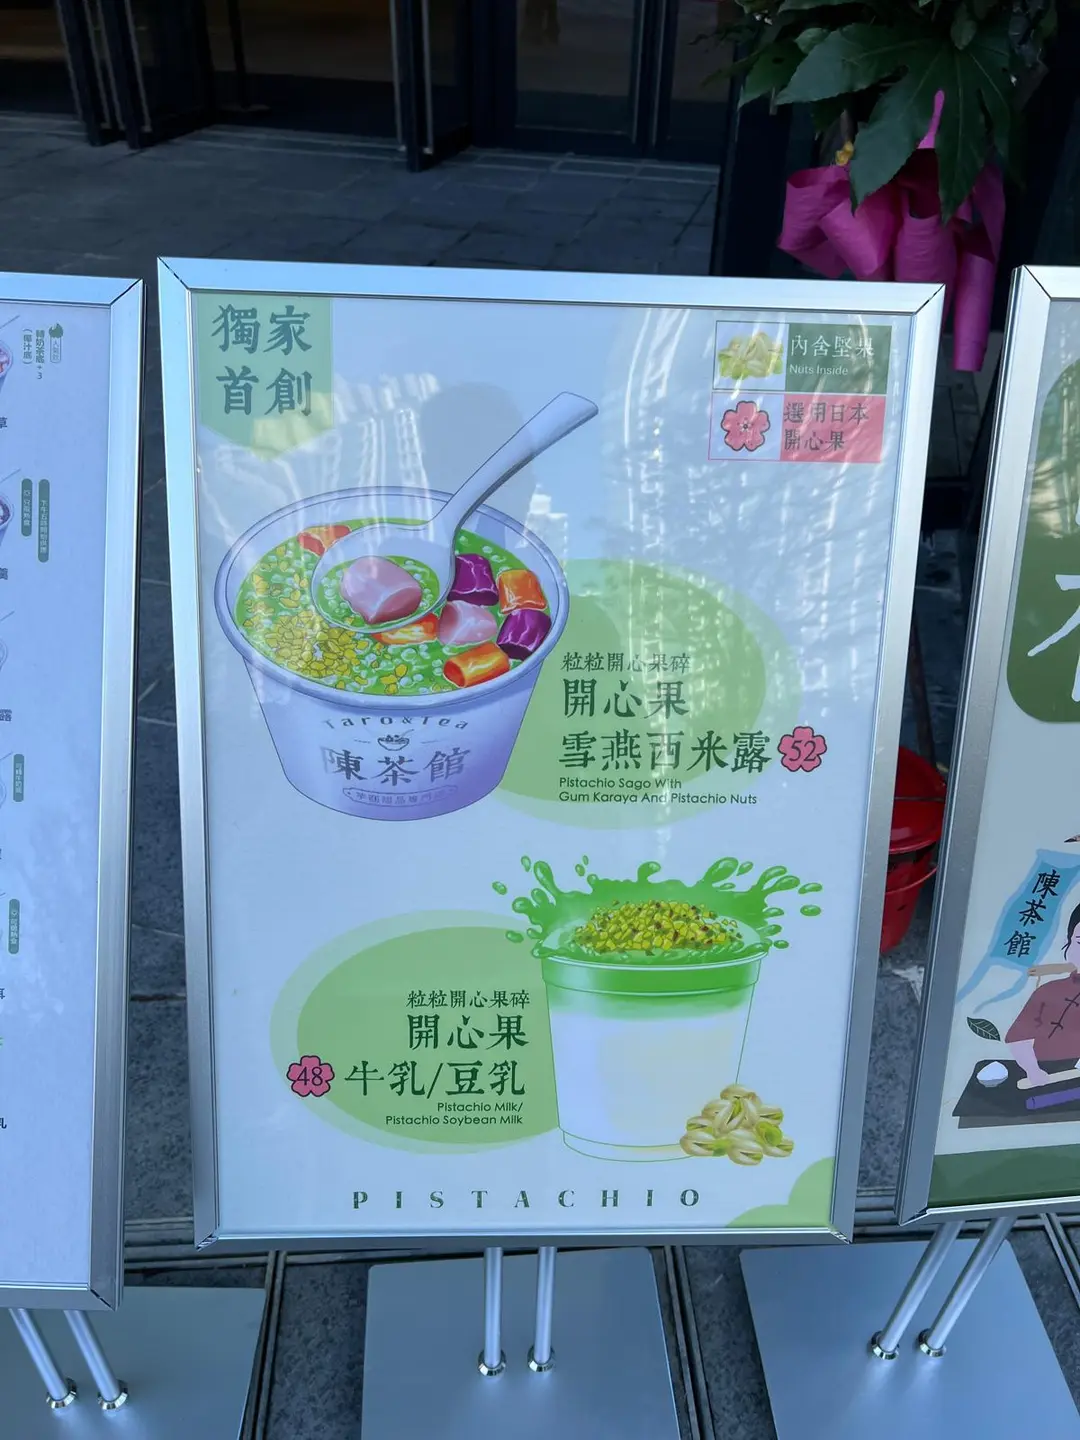 獨家
首創
內含堅果
Nuts Inside
選用日本
開心果
Taro&Tea
陳茶館
粒粒開心果碎
開心果
雪燕西米露
52
Pistachio Sago With
Gum Karaya And Pistachio Nuts
粒粒開心果碎
開心果
48
牛乳/豆乳
Pistachio Milk/
Pistachio Soybean Milk
PISTACHIO
陳茶館